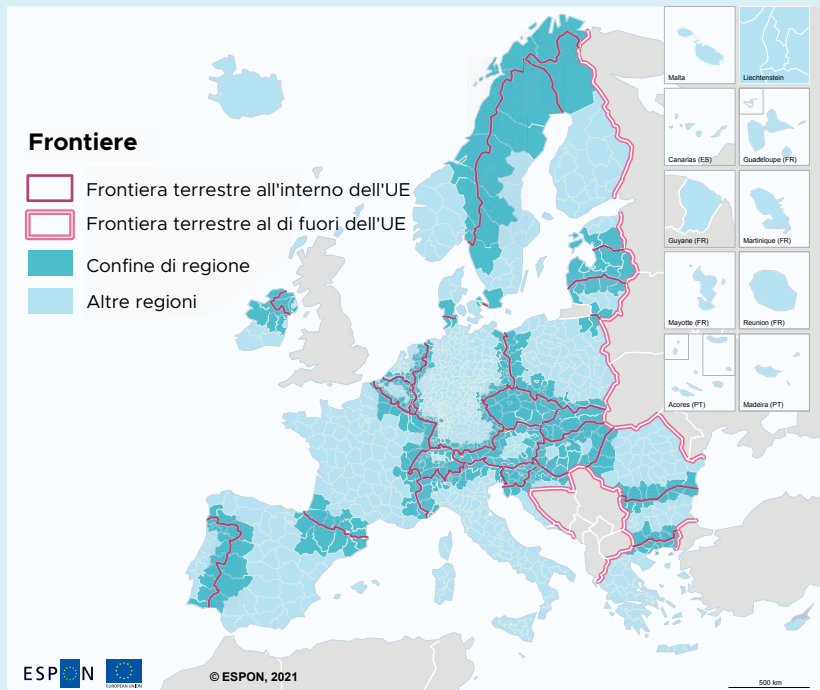 Frontiere
Frontiera terrestre all'interno dell'UE
Frontiera terrestre al di fuori dell'UE
Confine di regione
Altre regioni
Malta
Liechtenstein
Canarias (ES)
Guadeloupe (FR)
Guyane (FR)
Martinique (FR)
Mayotte (FR)
Reunion (FR)
Acores (PT)
Madeira (PT)
ESPON
EUROPEAN UNION
© ESPON, 2021
500 km